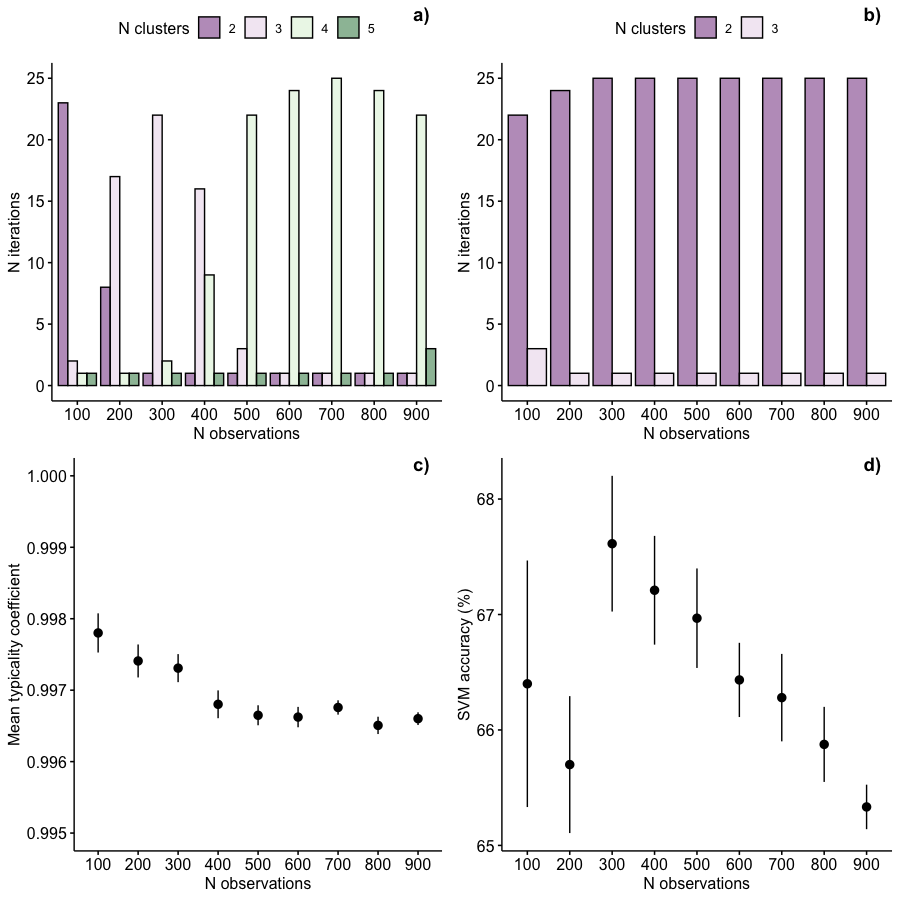 N clusters 2 3 4 5 a)
25
20
15
10
5
0
N iterations
100 200 300 400 500 600 700 800 900
N observations
N clusters 2 3 b)
25
20
15
10
5
0
N iterations
100 200 300 400 500 600 700 800 900
N observations
c)
1.000
0.999
0.998
0.997
0.996
0.995
Mean typicality coefficient
100 200 300 400 500 600 700 800 900
N observations
d)
68
67
66
65
SVM accuracy (%)
100 200 300 400 500 600 700 800 900
N observations